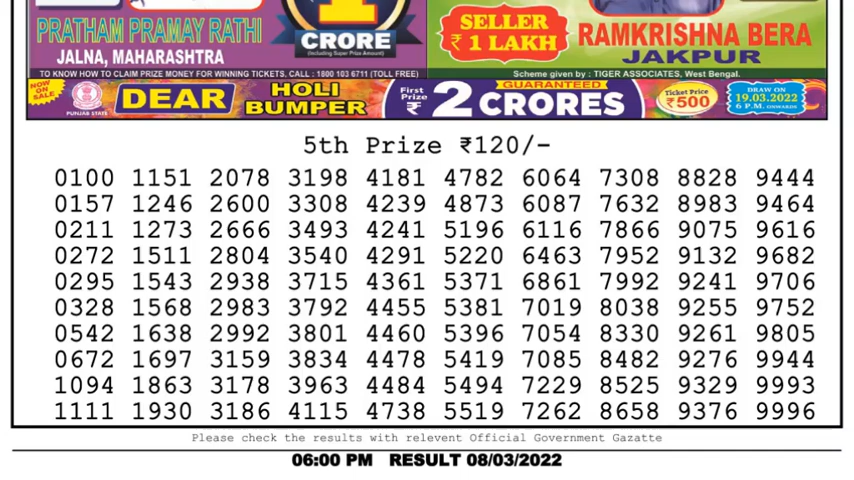 PRATHAM PRAMAY RATHI
JALNA, MAHARASHTRA
1
CRORE
(Including Super Prize Amount)
SELLER
₹ 1 LAKH
RAMKRISHNA BERA
JAKPUR
TO KNOW HOW TO CLAIM PRIZE MONEY FOR WINNING TICKETS. CALL : 1800 103 6711 (TOLL FREE)
Scheme given by : TIGER ASSOCIATES, West Bengal.
NOW ON SALE
PUNJAB STATE
DEAR
HOLI
BUMPER
First Prize ₹
GUARANTEED
2 CRORES
Ticket Price
₹500
DRAW ON
19.03.2022
6 P.M. ONWARDS
5th Prize ₹120/-
0100 1151 2078 3198 4181 4782 6064 7308 8828 9444
0157 1246 2600 3308 4239 4873 6087 7632 8983 9464
0211 1273 2666 3493 4241 5196 6116 7866 9075 9616
0272 1511 2804 3540 4291 5220 6463 7952 9132 9682
0295 1543 2938 3715 4361 5371 6861 7992 9241 9706
0328 1568 2983 3792 4455 5381 7019 8038 9255 9752
0542 1638 2992 3801 4460 5396 7054 8330 9261 9805
0672 1697 3159 3834 4478 5419 7085 8482 9276 9944
1094 1863 3178 3963 4484 5494 7229 8525 9329 9993
1111 1930 3186 4115 4738 5519 7262 8658 9376 9996
Please check the results with relevent Official Government Gazatte
06:00 PM RESULT 08/03/2022